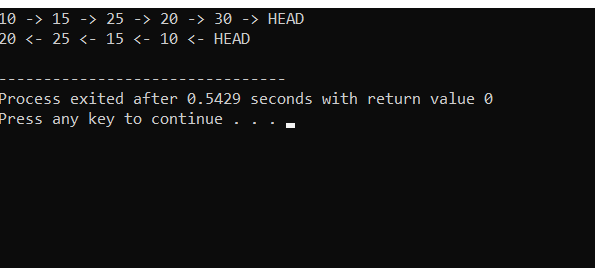 10 -> 15 -> 25 -> 20 -> 30 -> HEAD
20 <- 25 <- 15 <- 10 <- HEAD
--------------------------------
Process exited after 0.5429 seconds with return value 0
Press any key to continue . . .